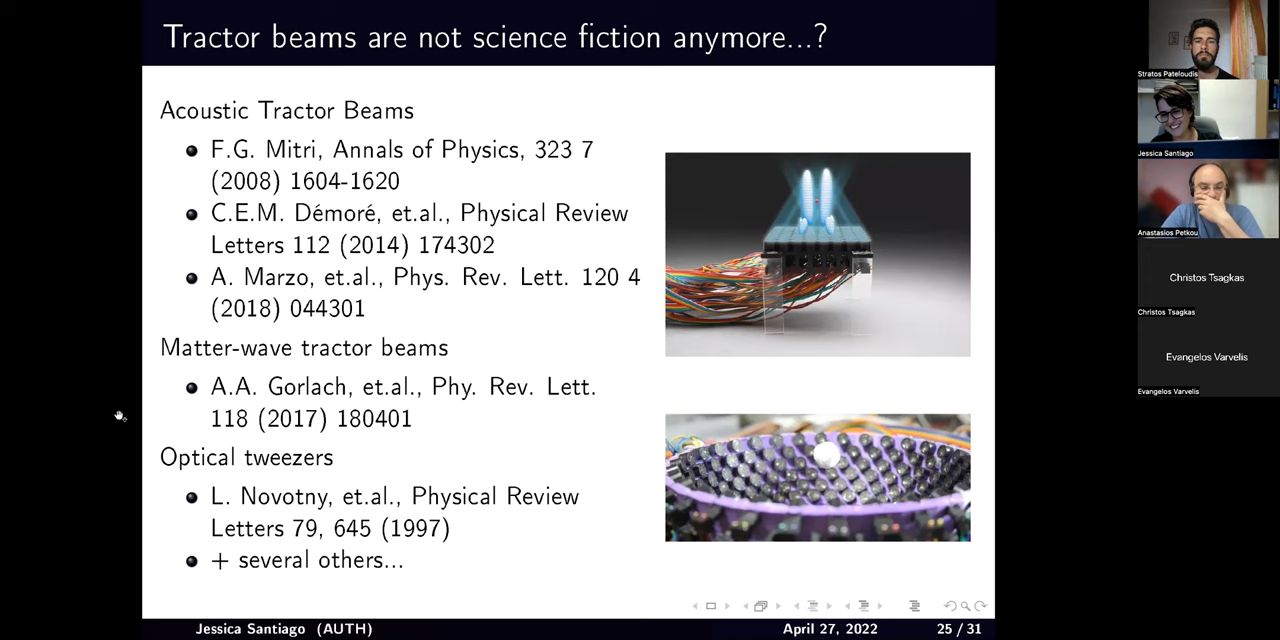 Tractor beams are not science fiction anymore...?
Acoustic Tractor Beams
F.G. Mitri, Annals of Physics, 323 7
(2008) 1604-1620
C.E.M. Démoré, et.al., Physical Review
Letters 112 (2014) 174302
A. Marzo, et.al., Phys. Rev. Lett. 120 4
(2018) 044301
Matter-wave tractor beams
A.A. Gorlach, et.al., Phy. Rev. Lett.
118 (2017) 180401
Optical tweezers
L. Novotny, et.al., Physical Review
Letters 79, 645 (1997)
+ several others...
Jessica Santiago (AUTH)
April 27, 2022
25 / 31
Stratos Pateloudis
Jessica Santiago
Anastasios Petkou
Christos Tsagkas
Christos Tsagkas
Evangelos Varvelis
Evangelos Varvelis